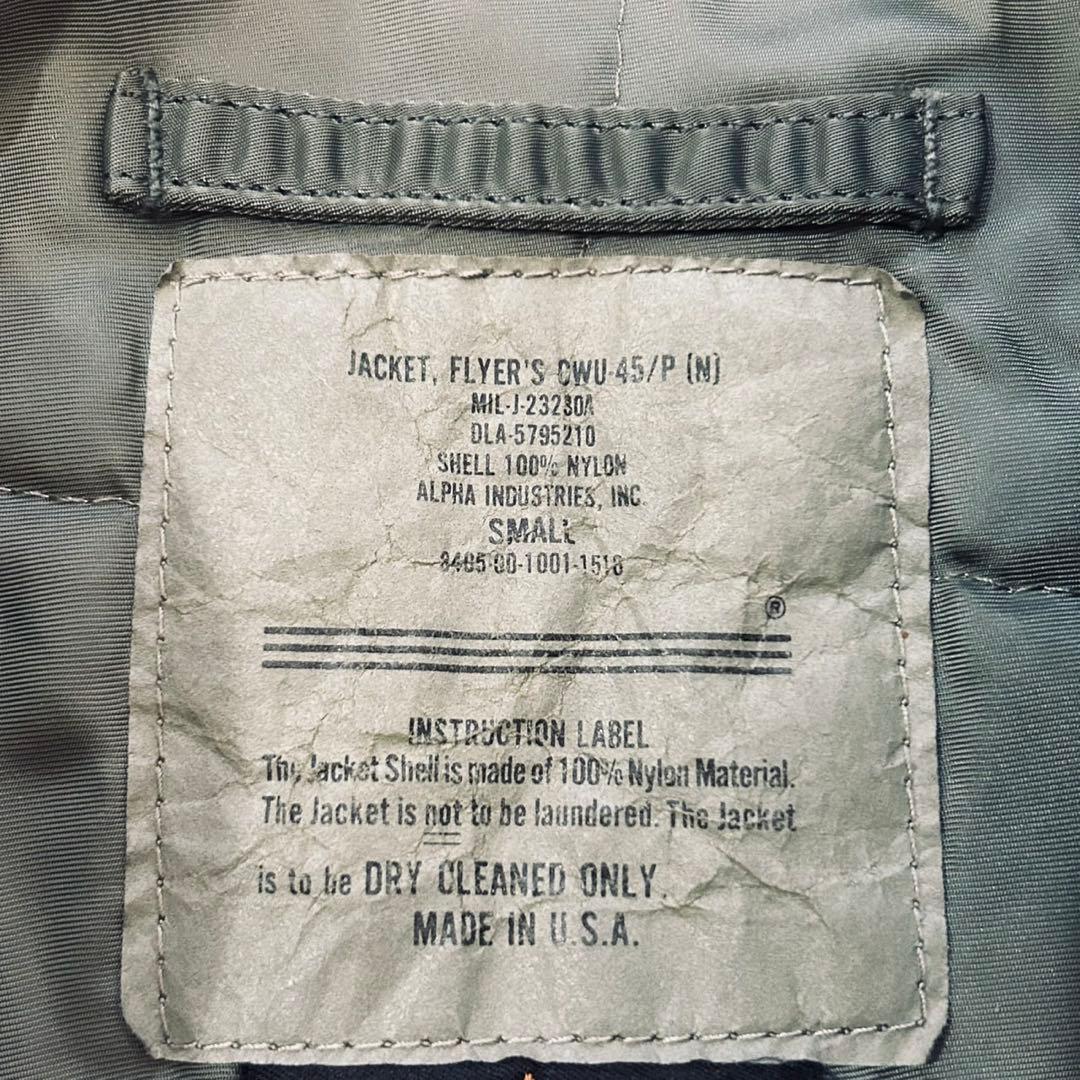 JACKET, FLYER'S CWU-45/P (N)
MIL-J-23230A
DLA-5795210
SHELL 100% NYLON
ALPHA INDUSTRIES, INC.
SMALL
8405-00-1001-1518
®
INSTRUCTION LABEL
The Jacket Shell is made of 100% Nylon Material.
The Jacket is not to be laundered. The Jacket
is to be DRY CLEANED ONLY.
MADE IN U.S.A.